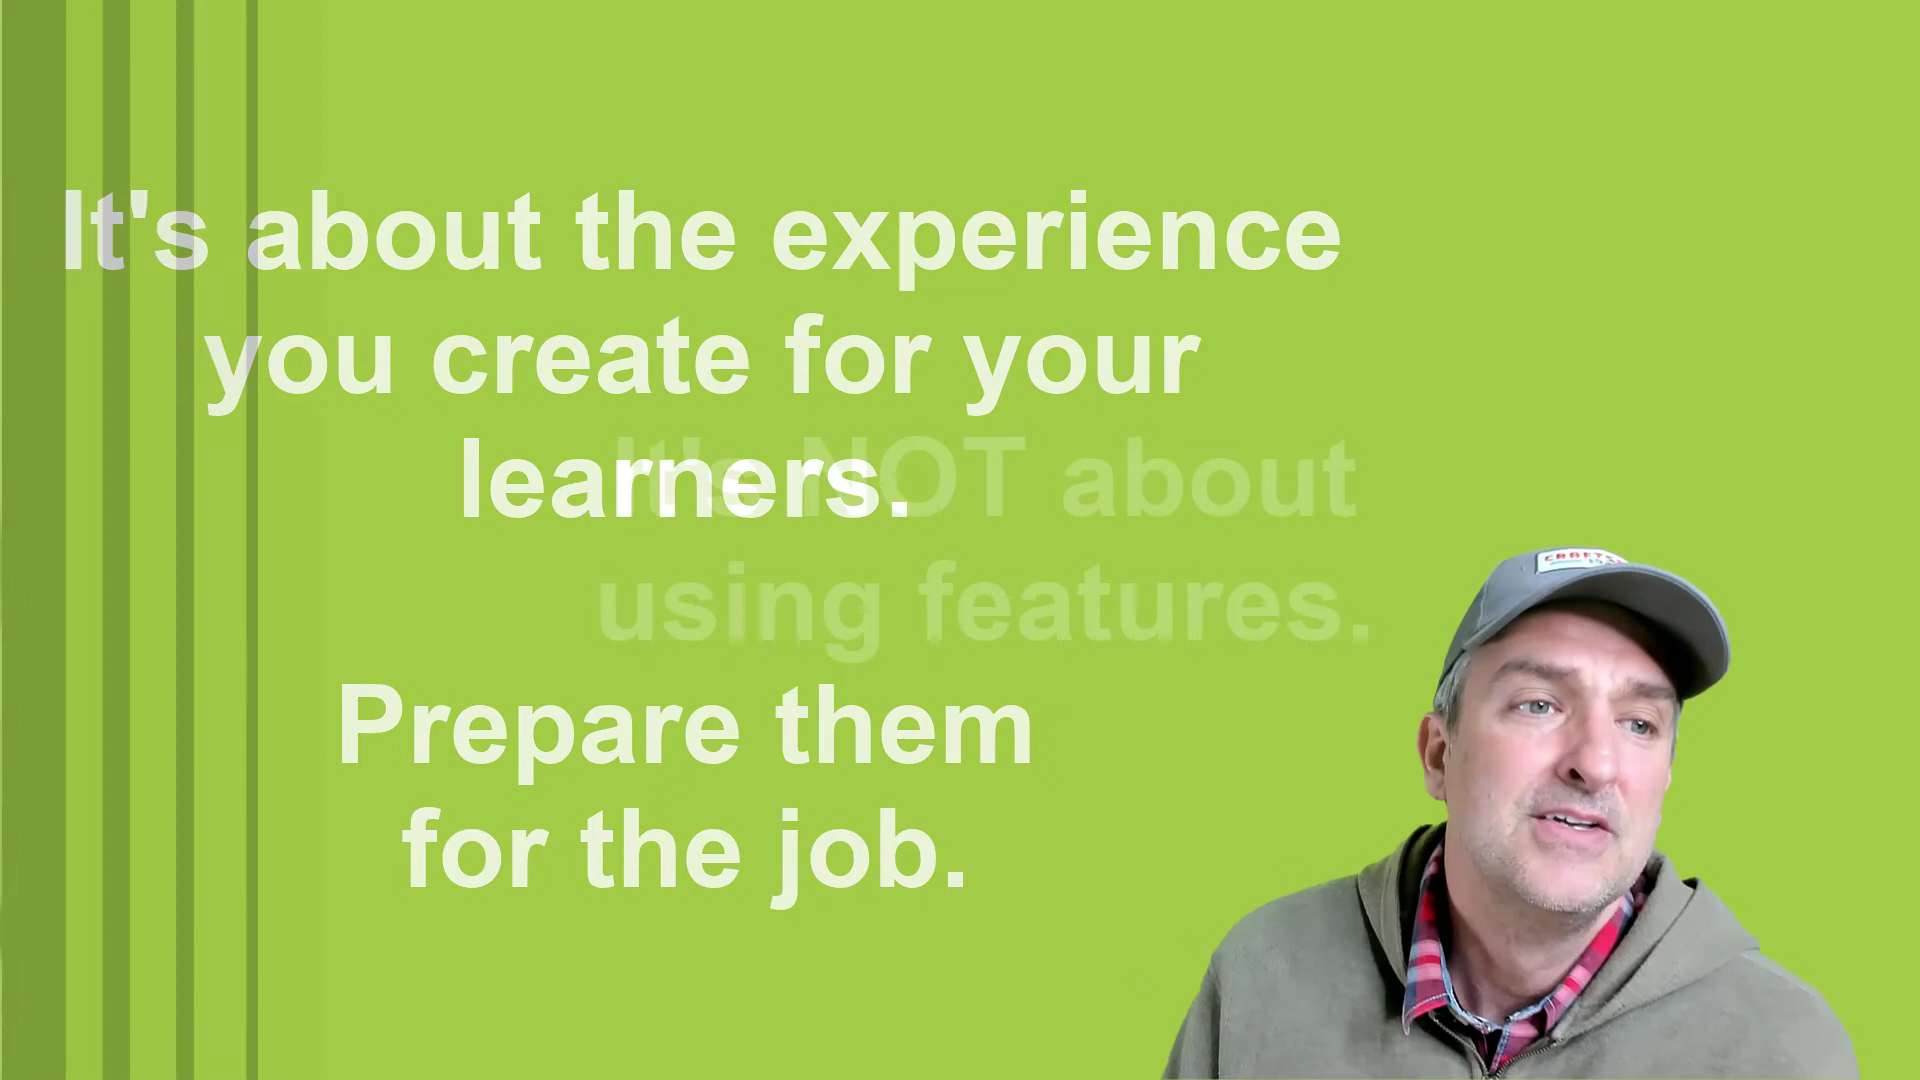 It's about the experience
you create for your
learners.
It's NOT about
using features.
Prepare them
for the job.